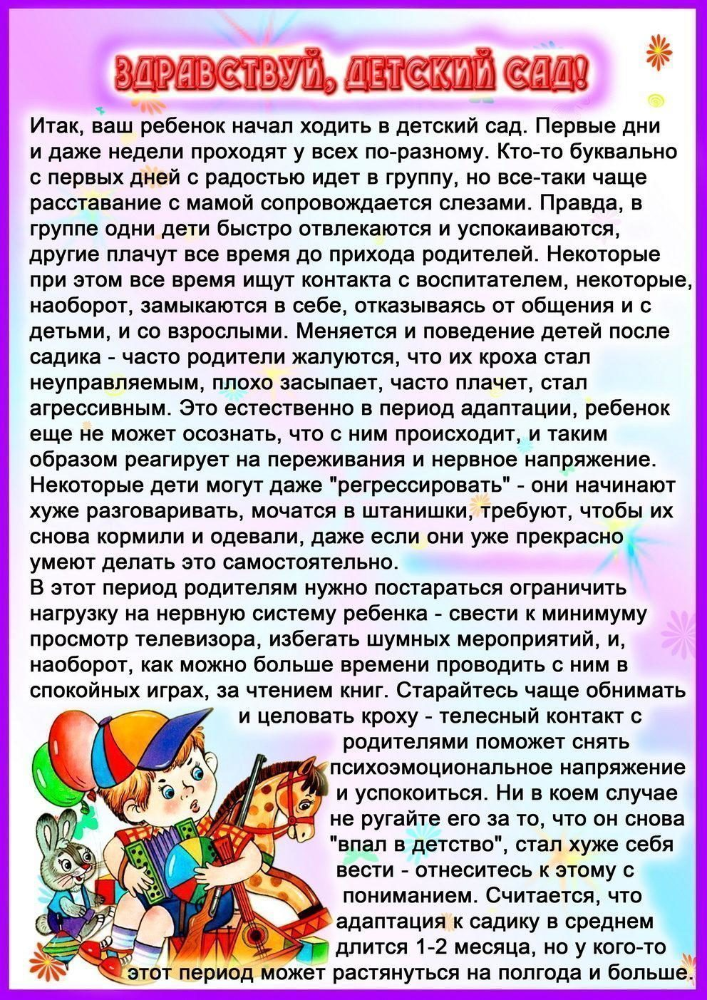 ЗДРАВСТВУЙ, ДЕТСКИЙ САД!
Итак, ваш ребенок начал ходить в детский сад. Первые дни
и даже недели проходят у всех по-разному. Кто-то буквально
с первых дней с радостью идет в группу, но все-таки чаще
расставание с мамой сопровождается слезами. Правда, в
группе одни дети быстро отвлекаются и успокаиваются,
другие плачут все время до прихода родителей. Некоторые
при этом все время ищут контакта с воспитателем, некоторые,
наоборот, замыкаются в себе, отказываясь от общения и с
детьми, и со взрослыми. Меняется и поведение детей после
садика - часто родители жалуются, что их кроха стал
неуправляемым, плохо засыпает, часто плачет, стал
агрессивным. Это естественно в период адаптации, ребенок
еще не может осознать, что с ним происходит, и таким
образом реагирует на переживания и нервное напряжение.
Некоторые дети могут даже "регрессировать" - они начинают
хуже разговаривать, мочатся в штанишки, требуют, чтобы их
снова кормили и одевали, даже если они уже прекрасно
умеют делать это самостоятельно.
В этот период родителям нужно постараться ограничить
нагрузку на нервную систему ребенка - свести к минимуму
просмотр телевизора, избегать шумных мероприятий, и,
наоборот, как можно больше времени проводить с ним в
спокойных играх, за чтением книг. Старайтесь чаще обнимать
и целовать кроху - телесный контакт с
родителями поможет снять
психоэмоциональное напряжение
и успокоиться. Ни в коем случае
не ругайте его за то, что он снова
"впал в детство", стал хуже себя
вести - отнеситесь к этому с
пониманием. Считается, что
адаптация к садику в среднем
длится 1-2 месяца, но у кого-то
этот период может растянуться на полгода и больше.